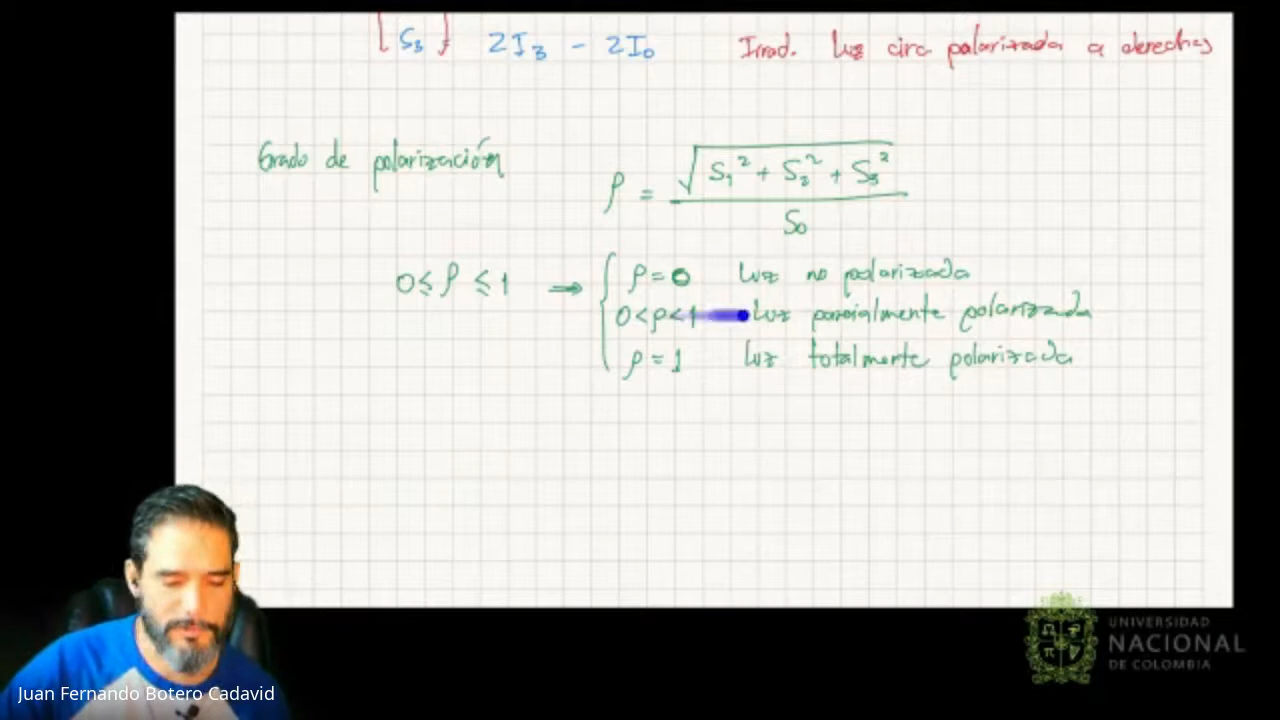 S₃ 2I₃ - 2I₀ Irrad. luz circ polarizada a derechas
Grado de polarización
ρ = √(S₁² + S₂² + S₃²) / S₀
0 ≤ ρ ≤ 1 ⇒ { ρ = 0 luz no polarizada
0 < ρ < 1 luz parcialmente polarizada
ρ = 1 luz totalmente polarizada
UNIVERSIDAD
NACIONAL
DE COLOMBIA
Juan Fernando Botero Cadavid